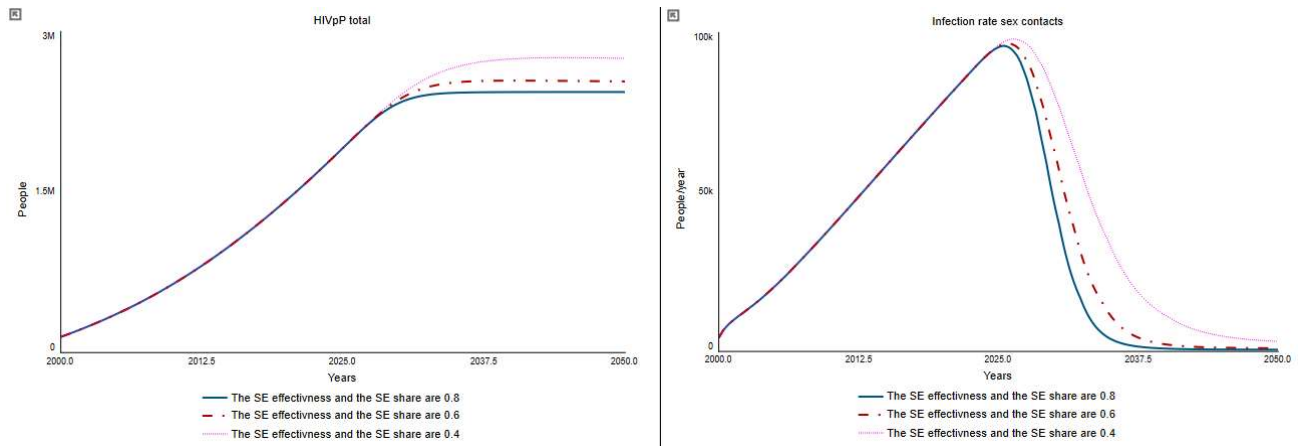 HIVpP total
3M
1.5M
0
People
2000.0 2012.5 2025.0 2037.5 2050.0
Years
The SE effectivness and the SE share are 0.8
The SE effectivness and the SE share are 0.6
The SE effectivness and the SE share are 0.4
Infection rate sex contacts
100k
50k
0
People/year
2000.0 2012.5 2025.0 2037.5 2050.0
Years
The SE effectivness and the SE share are 0.8
The SE effectivness and the SE share are 0.6
The SE effectivness and the SE share are 0.4